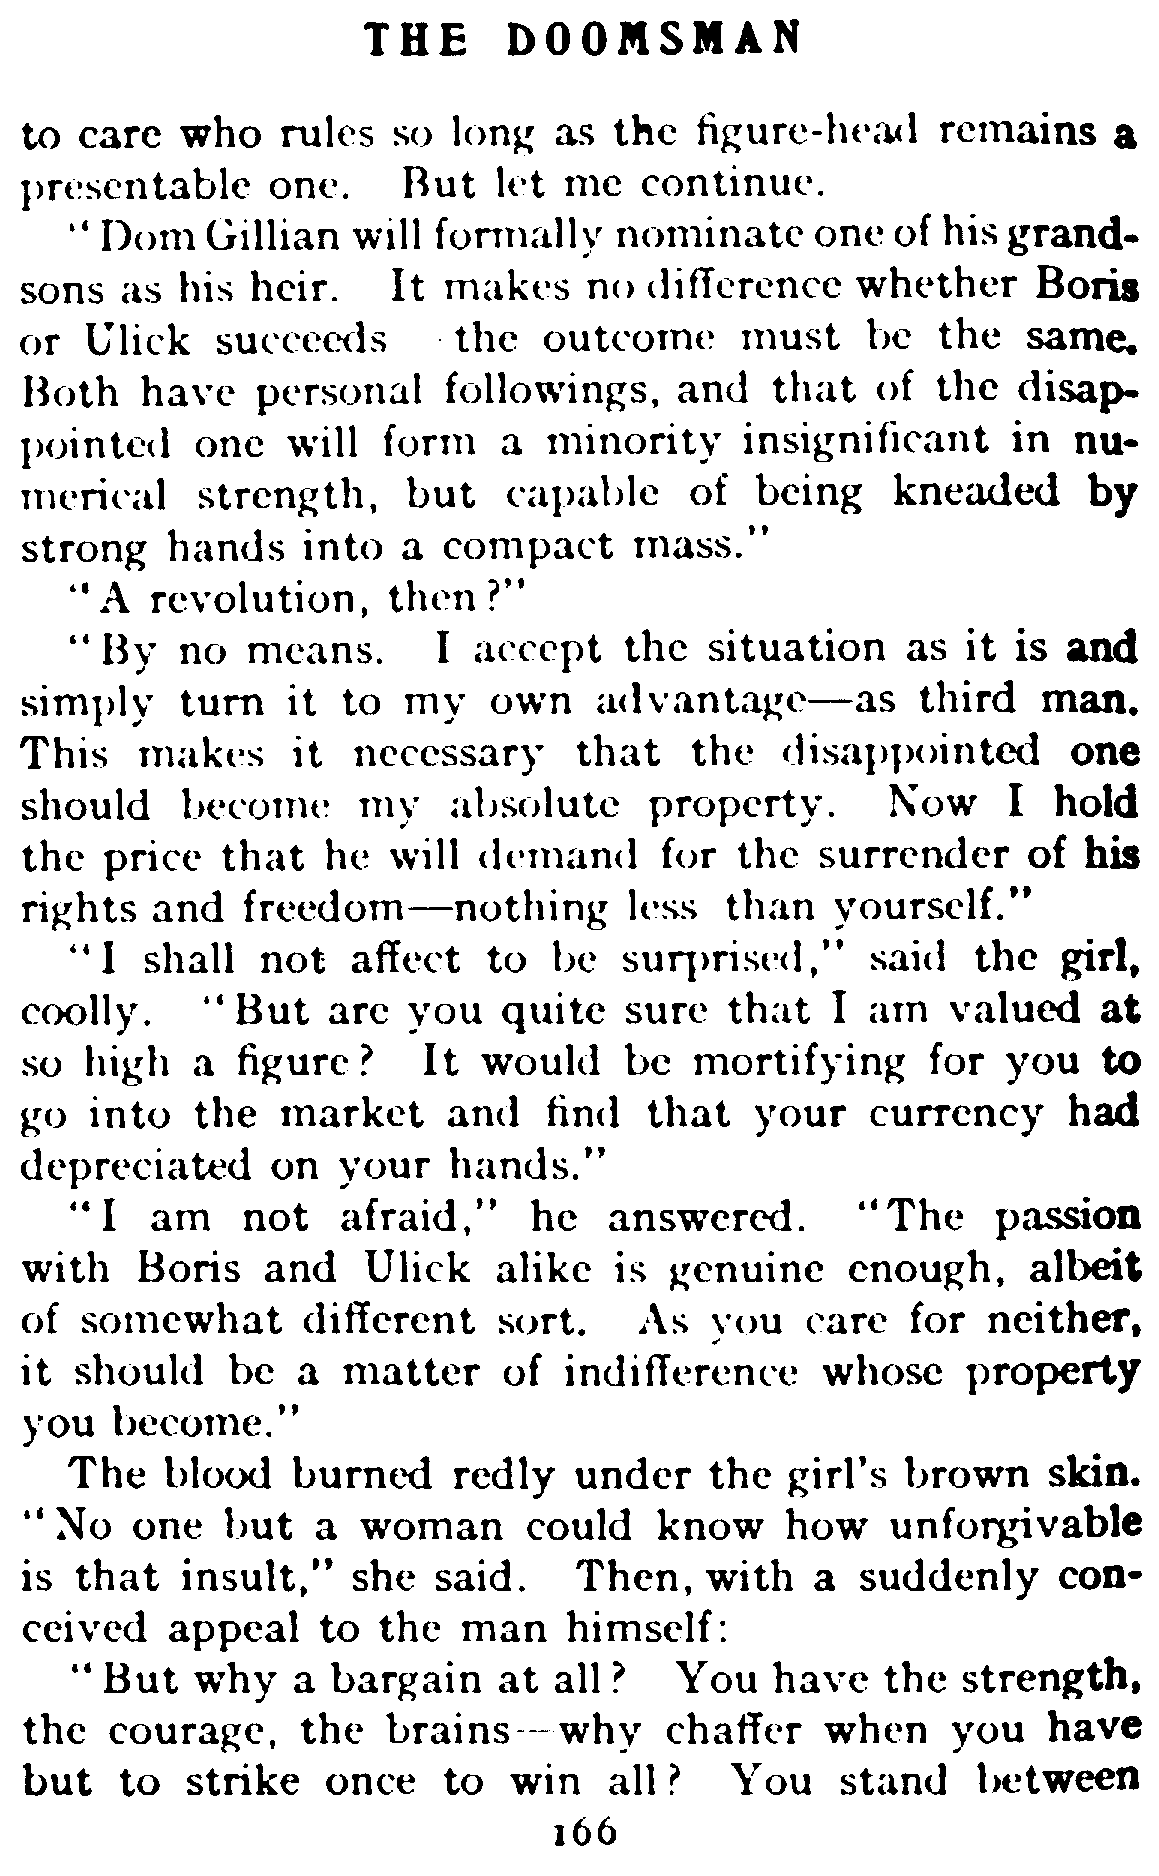 THE DOOMSMAN
to care who rules so long as the figure-head remains a
presentable one. But let me continue.
"Dom Gillian will formally nominate one of his grand-
sons as his heir. It makes no difference whether Boris
or Ulick succeeds the outcome must be the same.
Both have personal followings, and that of the disap-
pointed one will form a minority insignificant in nu-
merical strength, but capable of being kneaded by
strong hands into a compact mass."
"A revolution, then?"
"By no means. I accept the situation as it is and
simply turn it to my own advantage—as third man.
This makes it necessary that the disappointed one
should become my absolute property. Now I hold
the price that he will demand for the surrender of his
rights and freedom—nothing less than yourself."
"I shall not affect to be surprised," said the girl,
coolly. "But are you quite sure that I am valued at
so high a figure? It would be mortifying for you to
go into the market and find that your currency had
depreciated on your hands."
"I am not afraid," he answered. "The passion
with Boris and Ulick alike is genuine enough, albeit
of somewhat different sort. As you care for neither,
it should be a matter of indifference whose property
you become."
The blood burned redly under the girl's brown skin.
"No one but a woman could know how unforgivable
is that insult," she said. Then, with a suddenly con-
ceived appeal to the man himself:
"But why a bargain at all? You have the strength,
the courage, the brains—why chaffer when you have
but to strike once to win all? You stand between
166